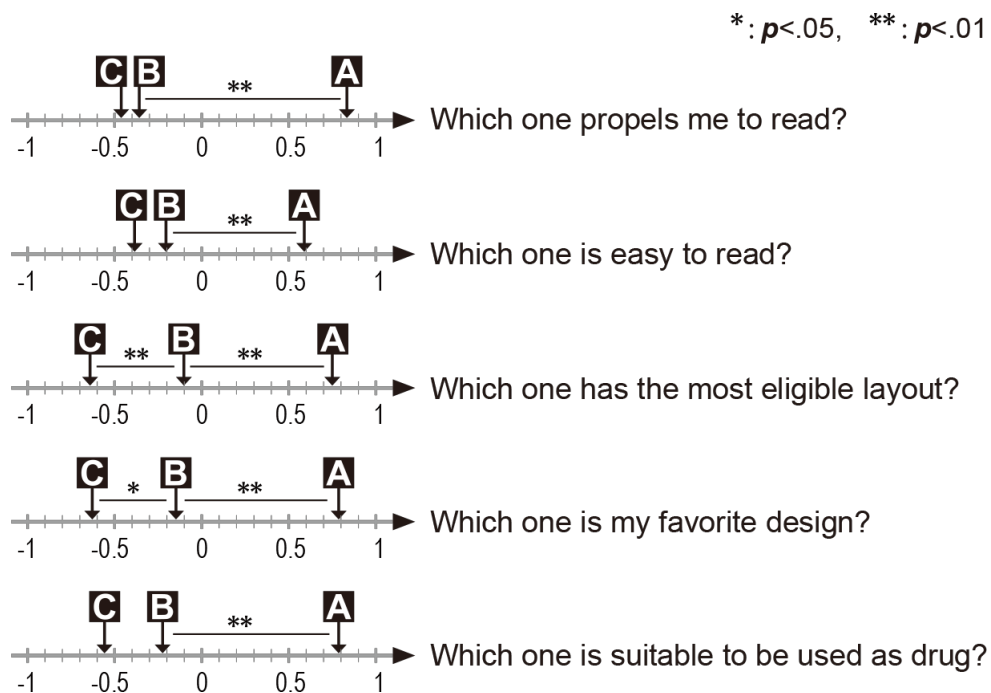 *: p<.05, **: p<.01
C B ** A
-1 -0.5 0 0.5 1
Which one propels me to read?
C B ** A
-1 -0.5 0 0.5 1
Which one is easy to read?
C ** B ** A
-1 -0.5 0 0.5 1
Which one has the most eligible layout?
C * B ** A
-1 -0.5 0 0.5 1
Which one is my favorite design?
C B ** A
-1 -0.5 0 0.5 1
Which one is suitable to be used as drug?